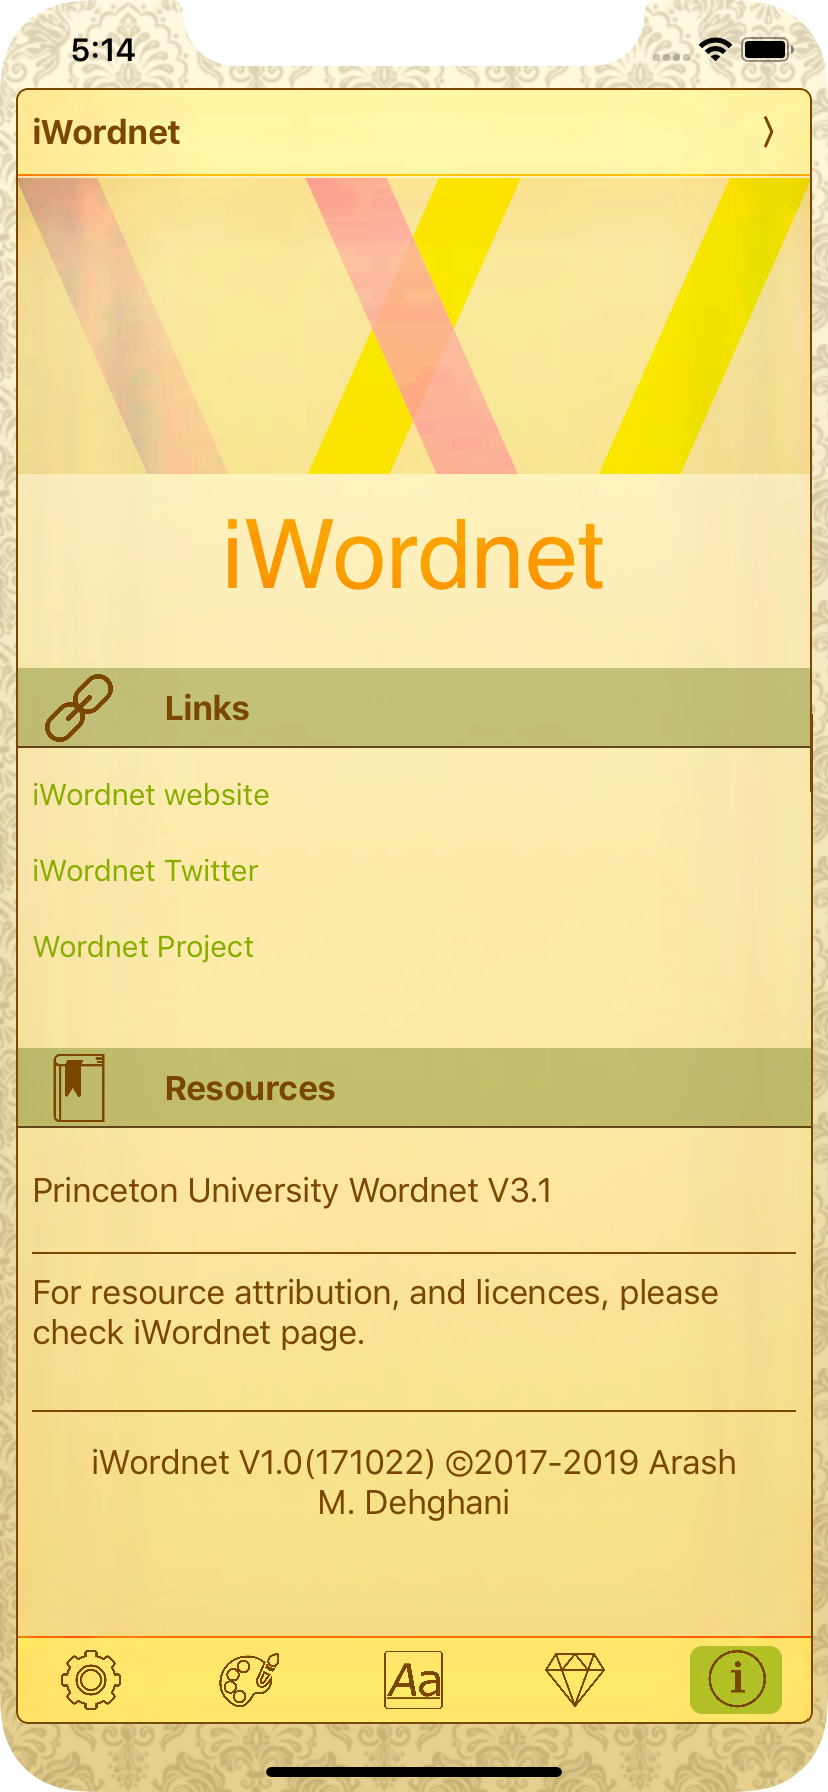 5:14
iWordnet
iWordnet
Links
iWordnet website
iWordnet Twitter
Wordnet Project
Resources
Princeton University Wordnet V3.1
For resource attribution, and licences, please
check iWordnet page.
iWordnet V1.0(171022) ©2017-2019 Arash
M. Dehghani
Aa
i